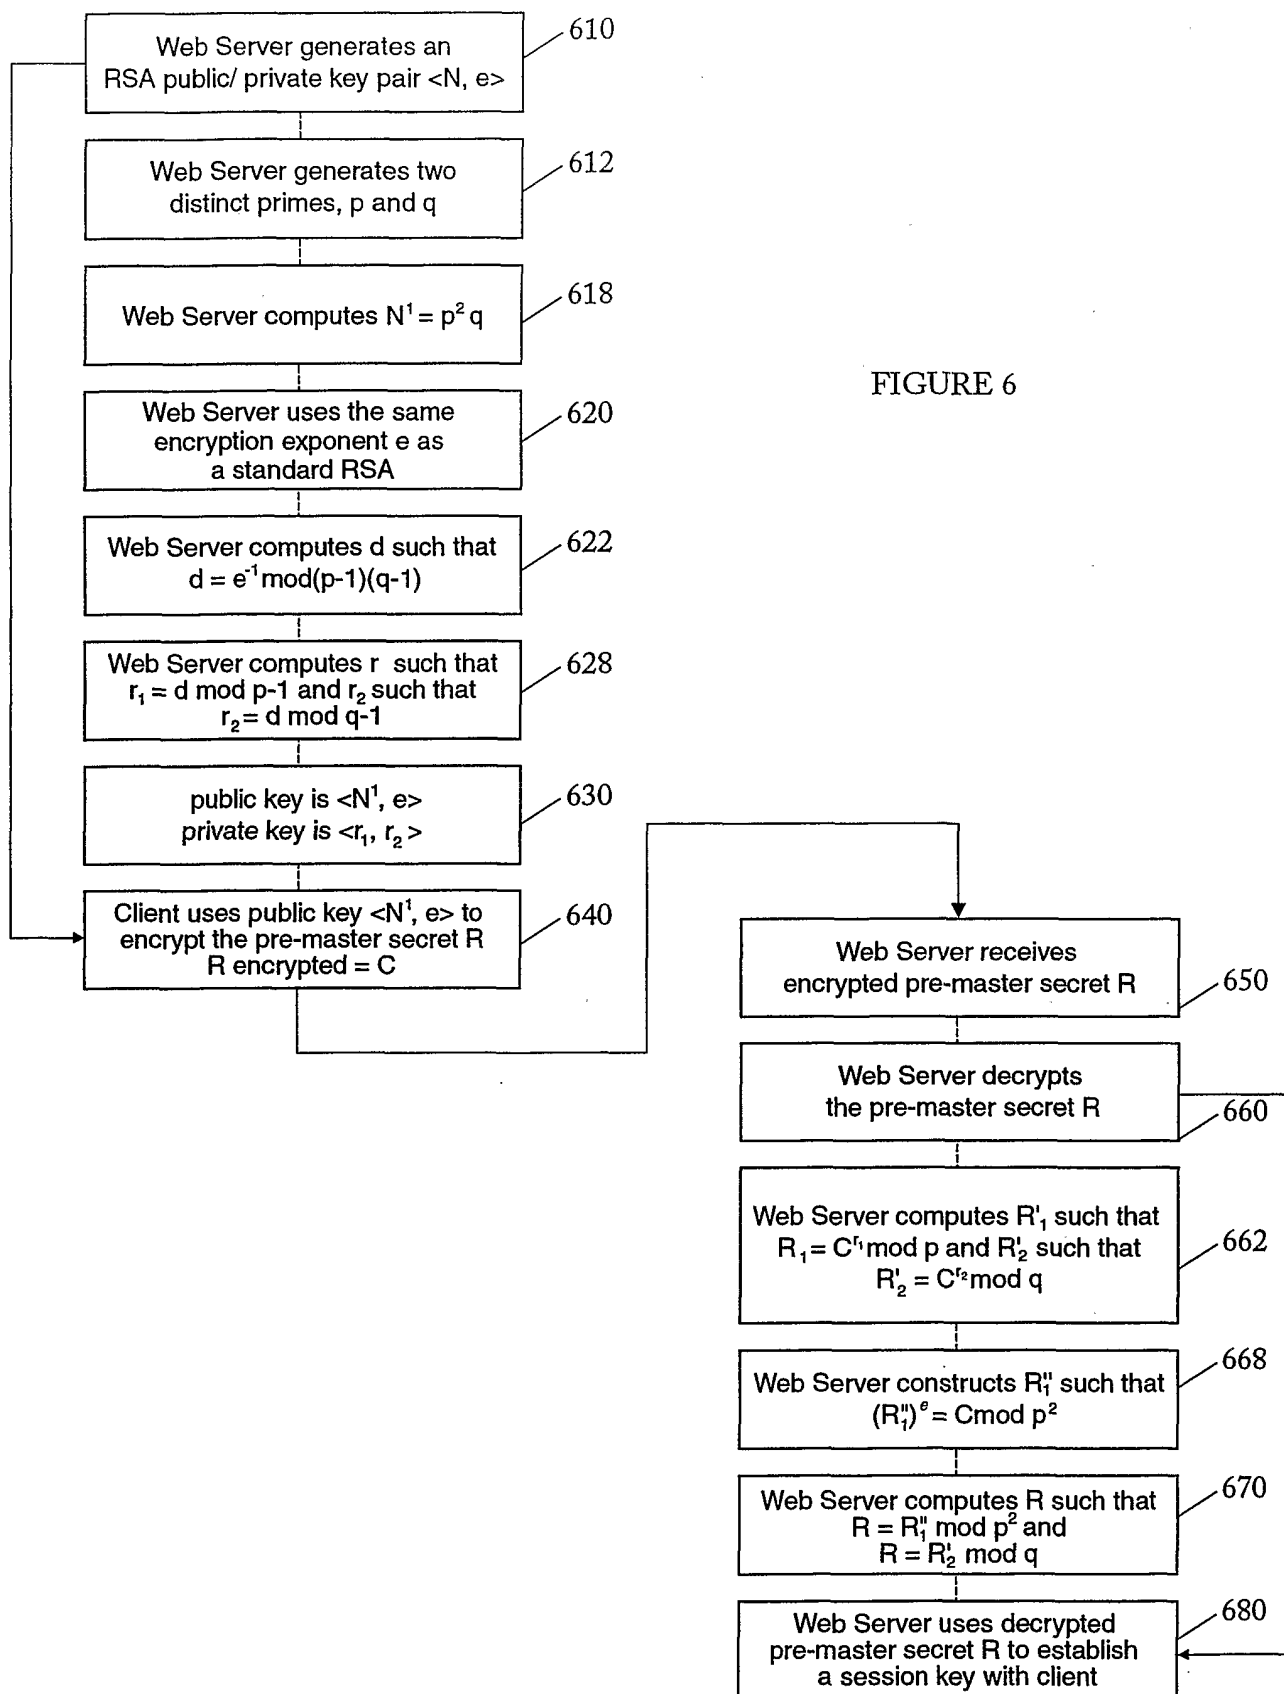 Web Server generates an
RSA public/ private key pair <N, e>
610
Web Server generates two
distinct primes, p and q
612
Web Server computes N¹ = p² q
618
Web Server uses the same
encryption exponent e as
a standard RSA
620
Web Server computes d such that
d = e⁻¹ mod(p-1)(q-1)
622
Web Server computes r such that
r₁ = d mod p-1 and r₂ such that
r₂ = d mod q-1
628
public key is <N¹, e>
private key is <r₁, r₂ >
630
Client uses public key <N¹, e> to
encrypt the pre-master secret R
R encrypted = C
640
FIGURE 6
Web Server receives
encrypted pre-master secret R
650
Web Server decrypts
the pre-master secret R
660
Web Server computes R'₁ such that
R₁ = C^r₁ mod p and R'₂ such that
R'₂ = C^r₂ mod q
662
Web Server constructs R''₁ such that
(R''₁)^e = Cmod p²
668
Web Server computes R such that
R = R''₁ mod p² and
R = R'₂ mod q
670
Web Server uses decrypted
pre-master secret R to establish
a session key with client
680